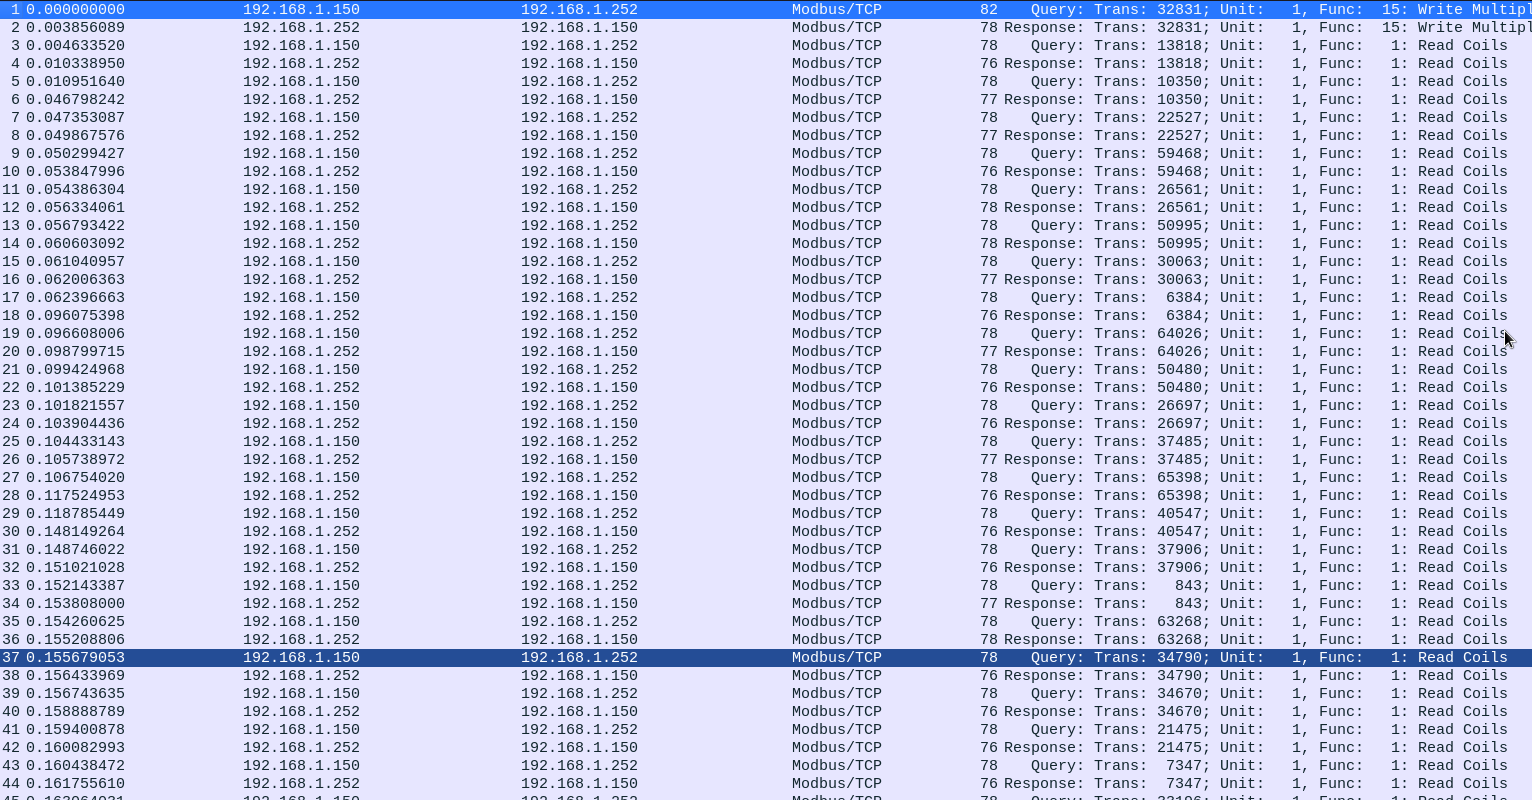 1 0.000000000 192.168.1.150 192.168.1.252 Modbus/TCP 82 Query: Trans: 32831; Unit: 1, Func: 15: Write Multipl
2 0.003856089 192.168.1.252 192.168.1.150 Modbus/TCP 78 Response: Trans: 32831; Unit: 1, Func: 15: Write Multipl
3 0.004633520 192.168.1.150 192.168.1.252 Modbus/TCP 78 Query: Trans: 13818; Unit: 1, Func: 1: Read Coils
4 0.010338950 192.168.1.252 192.168.1.150 Modbus/TCP 76 Response: Trans: 13818; Unit: 1, Func: 1: Read Coils
5 0.010951640 192.168.1.150 192.168.1.252 Modbus/TCP 78 Query: Trans: 10350; Unit: 1, Func: 1: Read Coils
6 0.046798242 192.168.1.252 192.168.1.150 Modbus/TCP 77 Response: Trans: 10350; Unit: 1, Func: 1: Read Coils
7 0.047353087 192.168.1.150 192.168.1.252 Modbus/TCP 78 Query: Trans: 22527; Unit: 1, Func: 1: Read Coils
8 0.049867576 192.168.1.252 192.168.1.150 Modbus/TCP 77 Response: Trans: 22527; Unit: 1, Func: 1: Read Coils
9 0.050299427 192.168.1.150 192.168.1.252 Modbus/TCP 78 Query: Trans: 59468; Unit: 1, Func: 1: Read Coils
10 0.053847996 192.168.1.252 192.168.1.150 Modbus/TCP 76 Response: Trans: 59468; Unit: 1, Func: 1: Read Coils
11 0.054386304 192.168.1.150 192.168.1.252 Modbus/TCP 78 Query: Trans: 26561; Unit: 1, Func: 1: Read Coils
12 0.056334061 192.168.1.252 192.168.1.150 Modbus/TCP 78 Response: Trans: 26561; Unit: 1, Func: 1: Read Coils
13 0.056793422 192.168.1.150 192.168.1.252 Modbus/TCP 78 Query: Trans: 50995; Unit: 1, Func: 1: Read Coils
14 0.060603092 192.168.1.252 192.168.1.150 Modbus/TCP 78 Response: Trans: 50995; Unit: 1, Func: 1: Read Coils
15 0.061040957 192.168.1.150 192.168.1.252 Modbus/TCP 78 Query: Trans: 30063; Unit: 1, Func: 1: Read Coils
16 0.062006363 192.168.1.252 192.168.1.150 Modbus/TCP 77 Response: Trans: 30063; Unit: 1, Func: 1: Read Coils
17 0.062396663 192.168.1.150 192.168.1.252 Modbus/TCP 78 Query: Trans: 6384; Unit: 1, Func: 1: Read Coils
18 0.096075398 192.168.1.252 192.168.1.150 Modbus/TCP 76 Response: Trans: 6384; Unit: 1, Func: 1: Read Coils
19 0.096608006 192.168.1.150 192.168.1.252 Modbus/TCP 78 Query: Trans: 64026; Unit: 1, Func: 1: Read Coils
20 0.098799715 192.168.1.252 192.168.1.150 Modbus/TCP 77 Response: Trans: 64026; Unit: 1, Func: 1: Read Coils
21 0.099424968 192.168.1.150 192.168.1.252 Modbus/TCP 78 Query: Trans: 50480; Unit: 1, Func: 1: Read Coils
22 0.101385229 192.168.1.252 192.168.1.150 Modbus/TCP 76 Response: Trans: 50480; Unit: 1, Func: 1: Read Coils
23 0.101821557 192.168.1.150 192.168.1.252 Modbus/TCP 78 Query: Trans: 26697; Unit: 1, Func: 1: Read Coils
24 0.103904436 192.168.1.252 192.168.1.150 Modbus/TCP 76 Response: Trans: 26697; Unit: 1, Func: 1: Read Coils
25 0.104433143 192.168.1.150 192.168.1.252 Modbus/TCP 78 Query: Trans: 37485; Unit: 1, Func: 1: Read Coils
26 0.105738972 192.168.1.252 192.168.1.150 Modbus/TCP 77 Response: Trans: 37485; Unit: 1, Func: 1: Read Coils
27 0.106754020 192.168.1.150 192.168.1.252 Modbus/TCP 78 Query: Trans: 65398; Unit: 1, Func: 1: Read Coils
28 0.117524953 192.168.1.252 192.168.1.150 Modbus/TCP 76 Response: Trans: 65398; Unit: 1, Func: 1: Read Coils
29 0.118785449 192.168.1.150 192.168.1.252 Modbus/TCP 78 Query: Trans: 40547; Unit: 1, Func: 1: Read Coils
30 0.148149264 192.168.1.252 192.168.1.150 Modbus/TCP 76 Response: Trans: 40547; Unit: 1, Func: 1: Read Coils
31 0.148746022 192.168.1.150 192.168.1.252 Modbus/TCP 78 Query: Trans: 37906; Unit: 1, Func: 1: Read Coils
32 0.151021028 192.168.1.252 192.168.1.150 Modbus/TCP 76 Response: Trans: 37906; Unit: 1, Func: 1: Read Coils
33 0.152143387 192.168.1.150 192.168.1.252 Modbus/TCP 78 Query: Trans: 843; Unit: 1, Func: 1: Read Coils
34 0.153808000 192.168.1.252 192.168.1.150 Modbus/TCP 77 Response: Trans: 843; Unit: 1, Func: 1: Read Coils
35 0.154260625 192.168.1.150 192.168.1.252 Modbus/TCP 78 Query: Trans: 63268; Unit: 1, Func: 1: Read Coils
36 0.155208806 192.168.1.252 192.168.1.150 Modbus/TCP 78 Response: Trans: 63268; Unit: 1, Func: 1: Read Coils
37 0.155679053 192.168.1.150 192.168.1.252 Modbus/TCP 78 Query: Trans: 34790; Unit: 1, Func: 1: Read Coils
38 0.156433969 192.168.1.252 192.168.1.150 Modbus/TCP 76 Response: Trans: 34790; Unit: 1, Func: 1: Read Coils
39 0.156743635 192.168.1.150 192.168.1.252 Modbus/TCP 78 Query: Trans: 34670; Unit: 1, Func: 1: Read Coils
40 0.158888789 192.168.1.252 192.168.1.150 Modbus/TCP 76 Response: Trans: 34670; Unit: 1, Func: 1: Read Coils
41 0.159400878 192.168.1.150 192.168.1.252 Modbus/TCP 78 Query: Trans: 21475; Unit: 1, Func: 1: Read Coils
42 0.160082993 192.168.1.252 192.168.1.150 Modbus/TCP 76 Response: Trans: 21475; Unit: 1, Func: 1: Read Coils
43 0.160438472 192.168.1.150 192.168.1.252 Modbus/TCP 78 Query: Trans: 7347; Unit: 1, Func: 1: Read Coils
44 0.161755610 192.168.1.252 192.168.1.150 Modbus/TCP 76 Response: Trans: 7347; Unit: 1, Func: 1: Read Coils